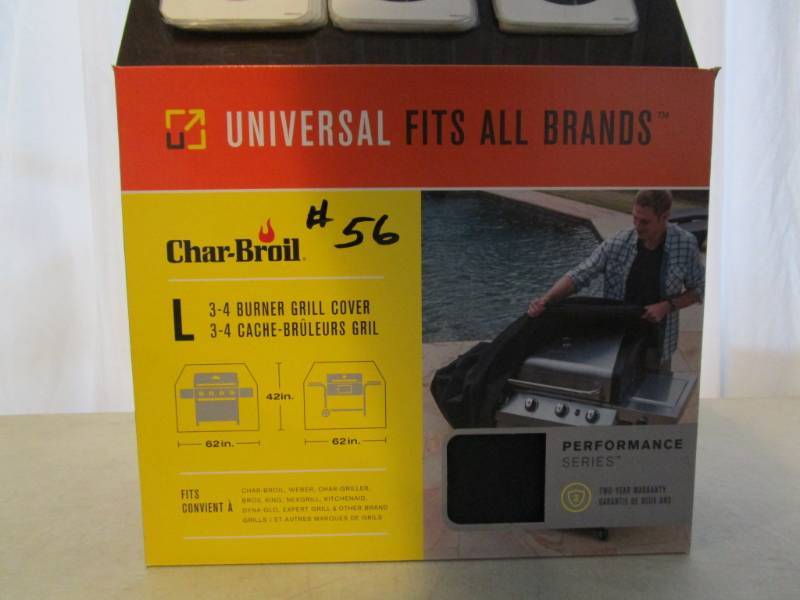 UNIVERSAL FITS ALL BRANDS™
# 56
Char-Broil®
L
3-4 BURNER GRILL COVER
3-4 CACHE-BRÛLEURS GRIL
42in.
62in.
62in.
FITS
CONVIENT À
CHAR-BROIL, WEBER, CHAR-GRILLER,
BROIL KING, NEXGRILL, KITCHENAID,
DYNA-GLO, EXPERT GRILL & OTHER BRAND
GRILLS | ET AUTRES MARQUES DE GRILS
PERFORMANCE
SERIES™
2
TWO-YEAR WARRANTY
GARANTIE DE DEUX ANS